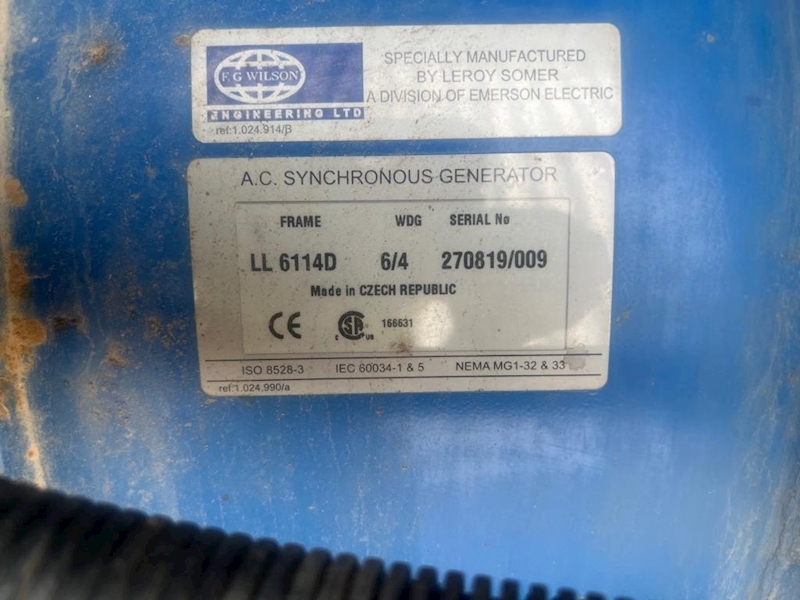 F.G WILSON
ENGINEERING LTD
ref:1.024.914/B
SPECIALLY MANUFACTURED
BY LEROY SOMER
A DIVISION OF EMERSON ELECTRIC
A.C. SYNCHRONOUS GENERATOR
FRAME WDG SERIAL No
LL 6114D 6/4 270819/009
Made in CZECH REPUBLIC
CE C SA US 166631
ISO 8528-3 IEC 60034-1 & 5 NEMA MG1-32 & 33
ref:1.024.990/a